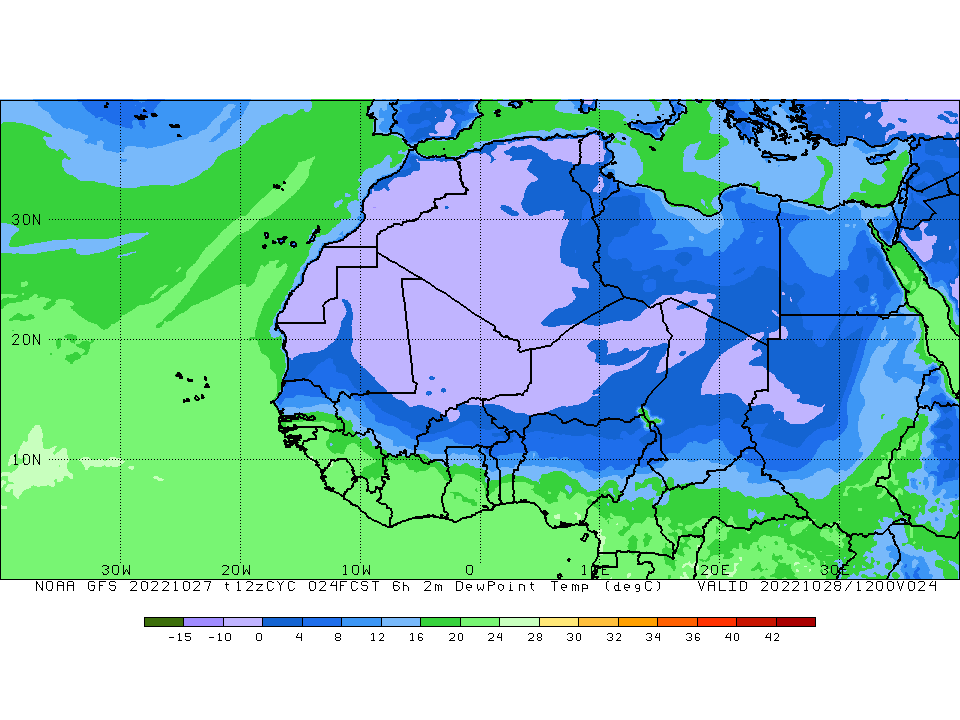 30N
20N
10N
30W 20W 10W 0 10E 20E 30E
NOAA GFS 20221027 t12zCYC 024FCST 6h 2m DewPoint Temp (degC) VALID 20221028/1200V024
-15 -10 0 4 8 12 16 20 24 28 30 32 34 36 40 42